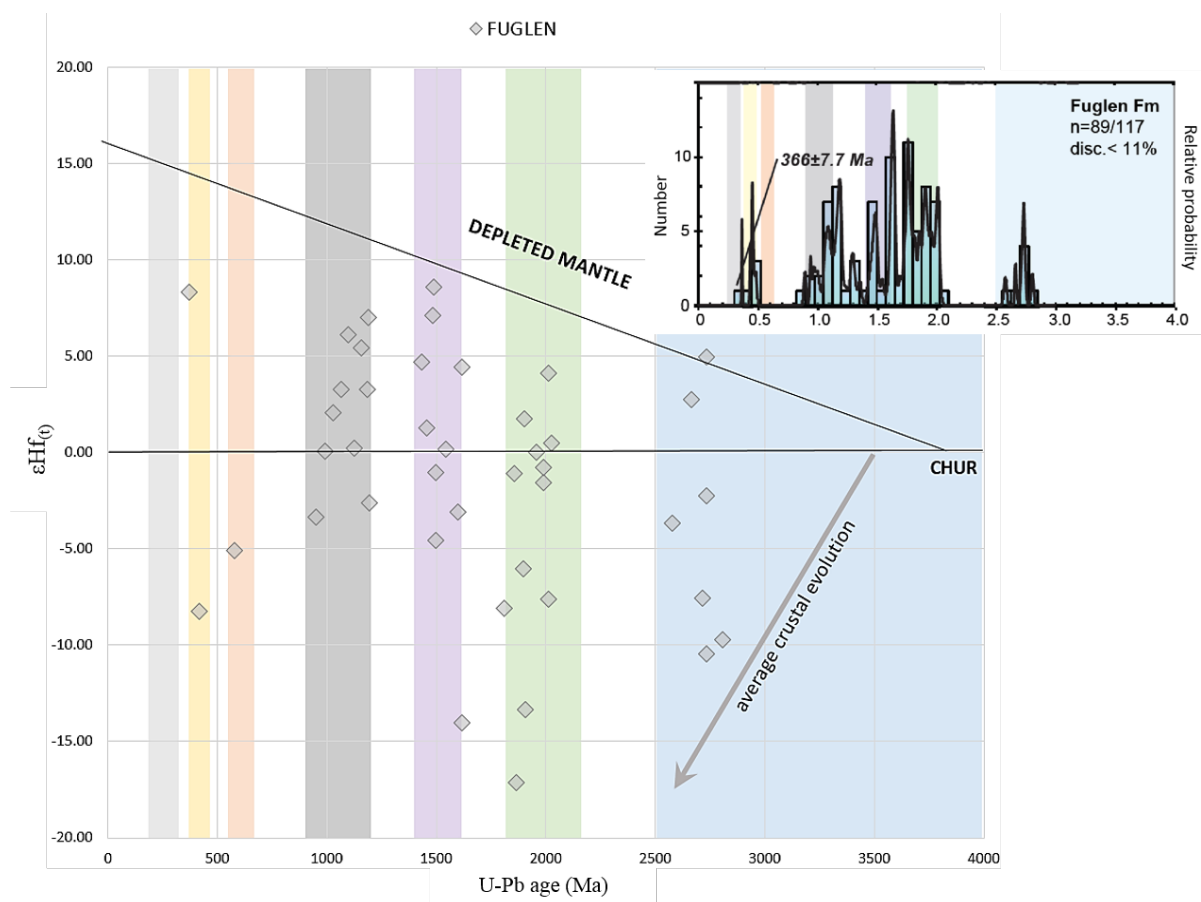 FUGLEN
20.00
15.00
10.00
5.00
0.00
-5.00
-10.00
-15.00
-20.00
εHf(t)
0
500
1000
1500
2000
2500
3000
3500
4000
U-Pb age (Ma)
DEPLETED MANTLE
CHUR
average crustal evolution
Fuglen Fm
n=89/117
disc.< 11%
366±7.7 Ma
Number
10
5
0
0
0.5
1.0
1.5
2.0
2.5
3.0
3.5
4.0
Relative probability